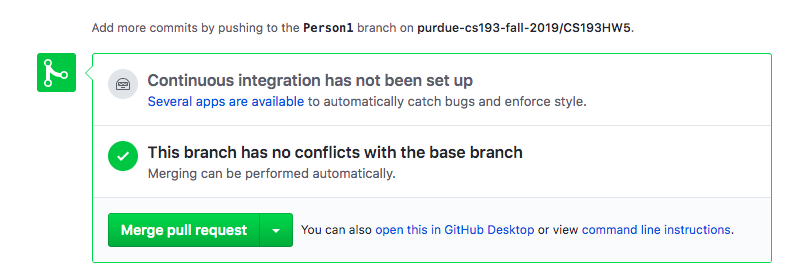 Add more commits by pushing to the Person1 branch on purdue-cs193-fall-2019/CS193HW5.
Continuous integration has not been set up
Several apps are available to automatically catch bugs and enforce style.
This branch has no conflicts with the base branch
Merging can be performed automatically.
Merge pull request You can also open this in GitHub Desktop or view command line instructions.